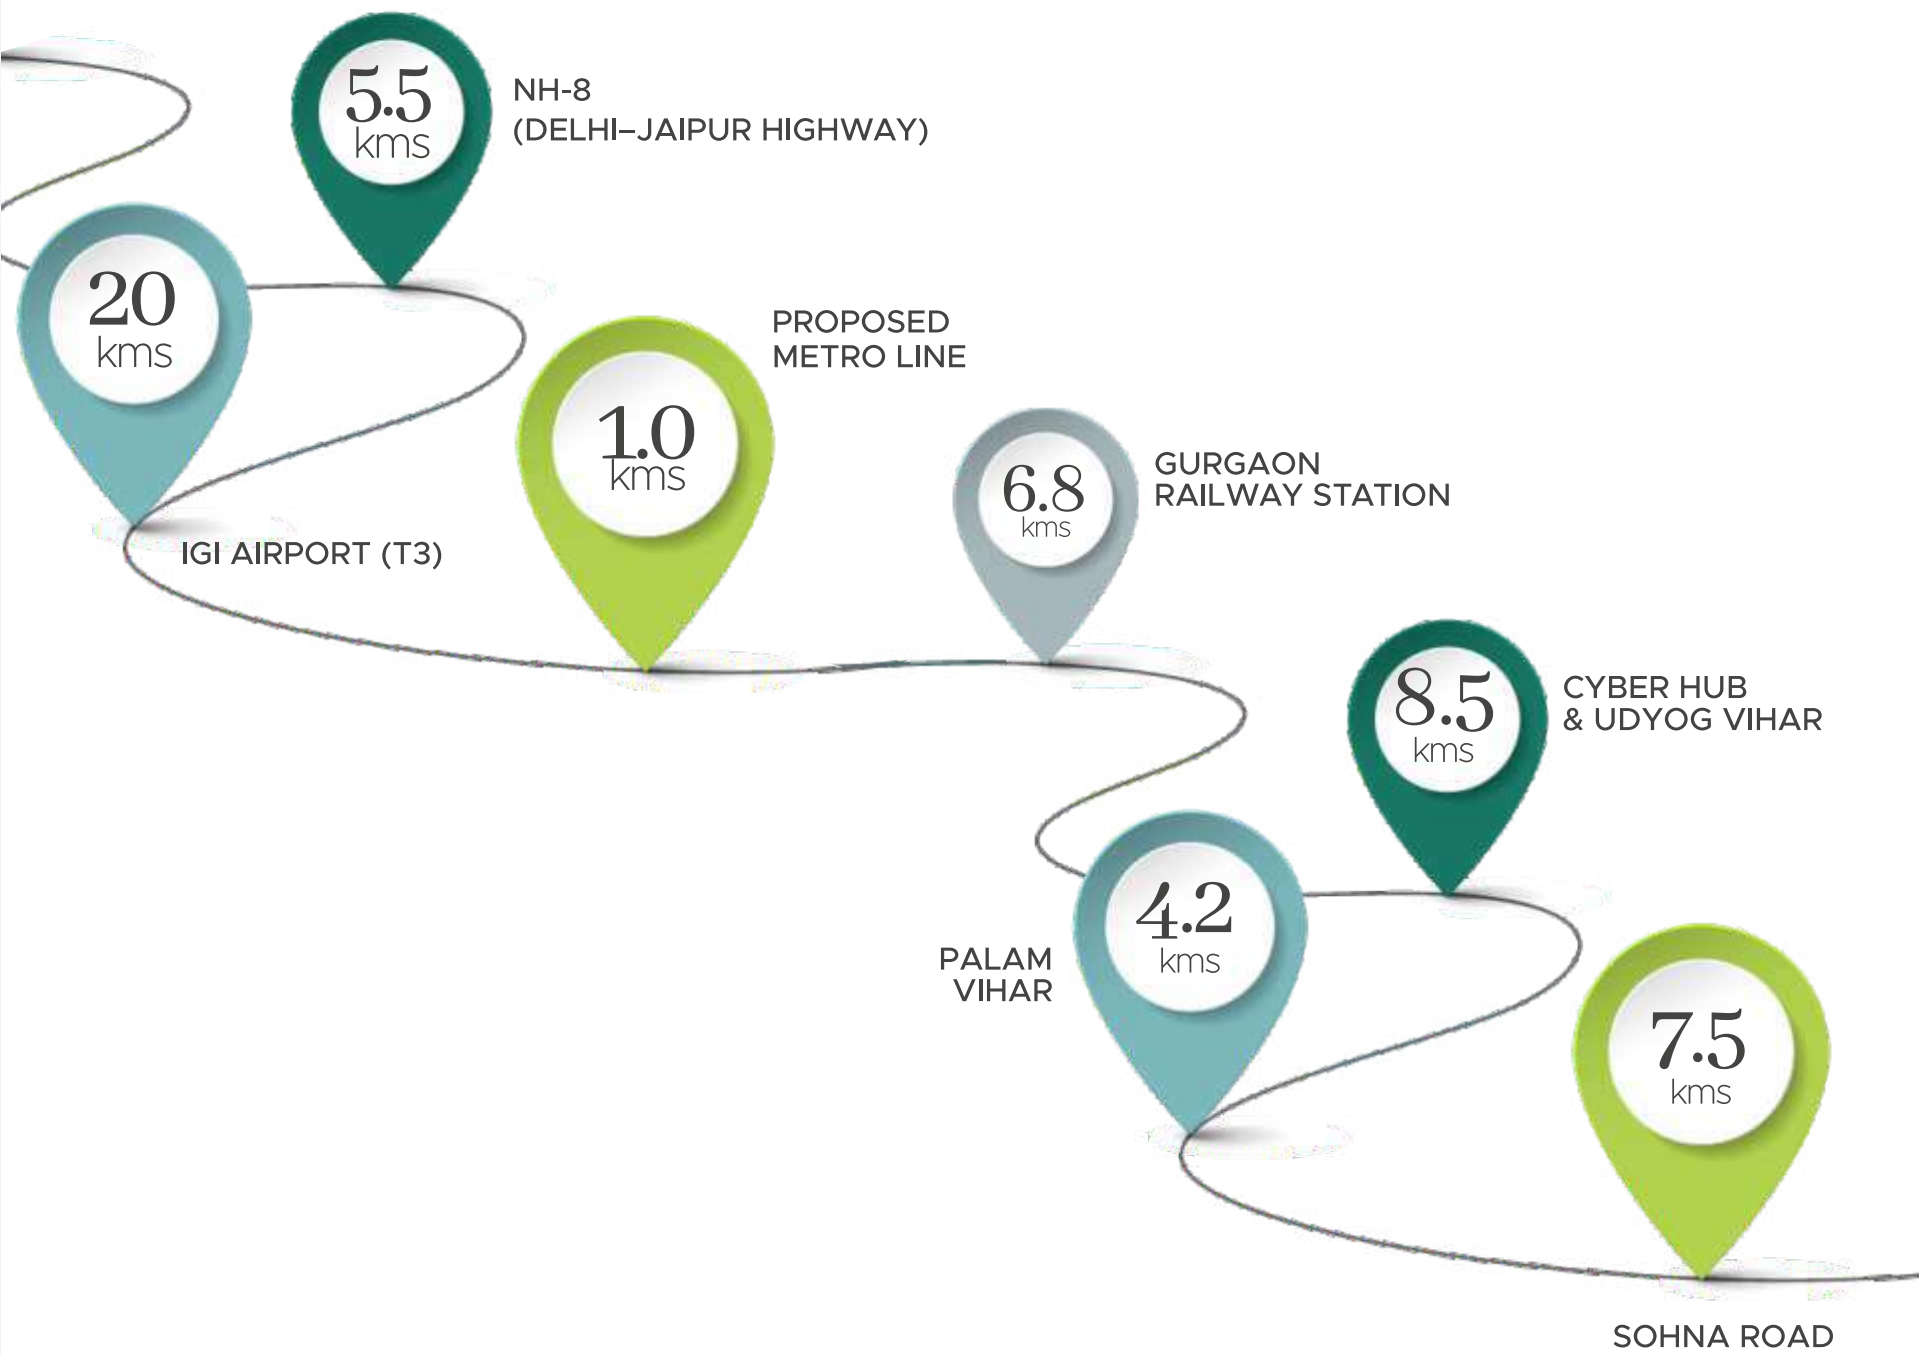 5.5
kms
NH-8
(DELHI–JAIPUR HIGHWAY)
20
kms
IGI AIRPORT (T3)
PROPOSED
METRO LINE
1.0
kms
6.8
kms
GURGAON
RAILWAY STATION
8.5
kms
CYBER HUB
& UDYOG VIHAR
4.2
kms
PALAM
VIHAR
7.5
kms
SOHNA ROAD